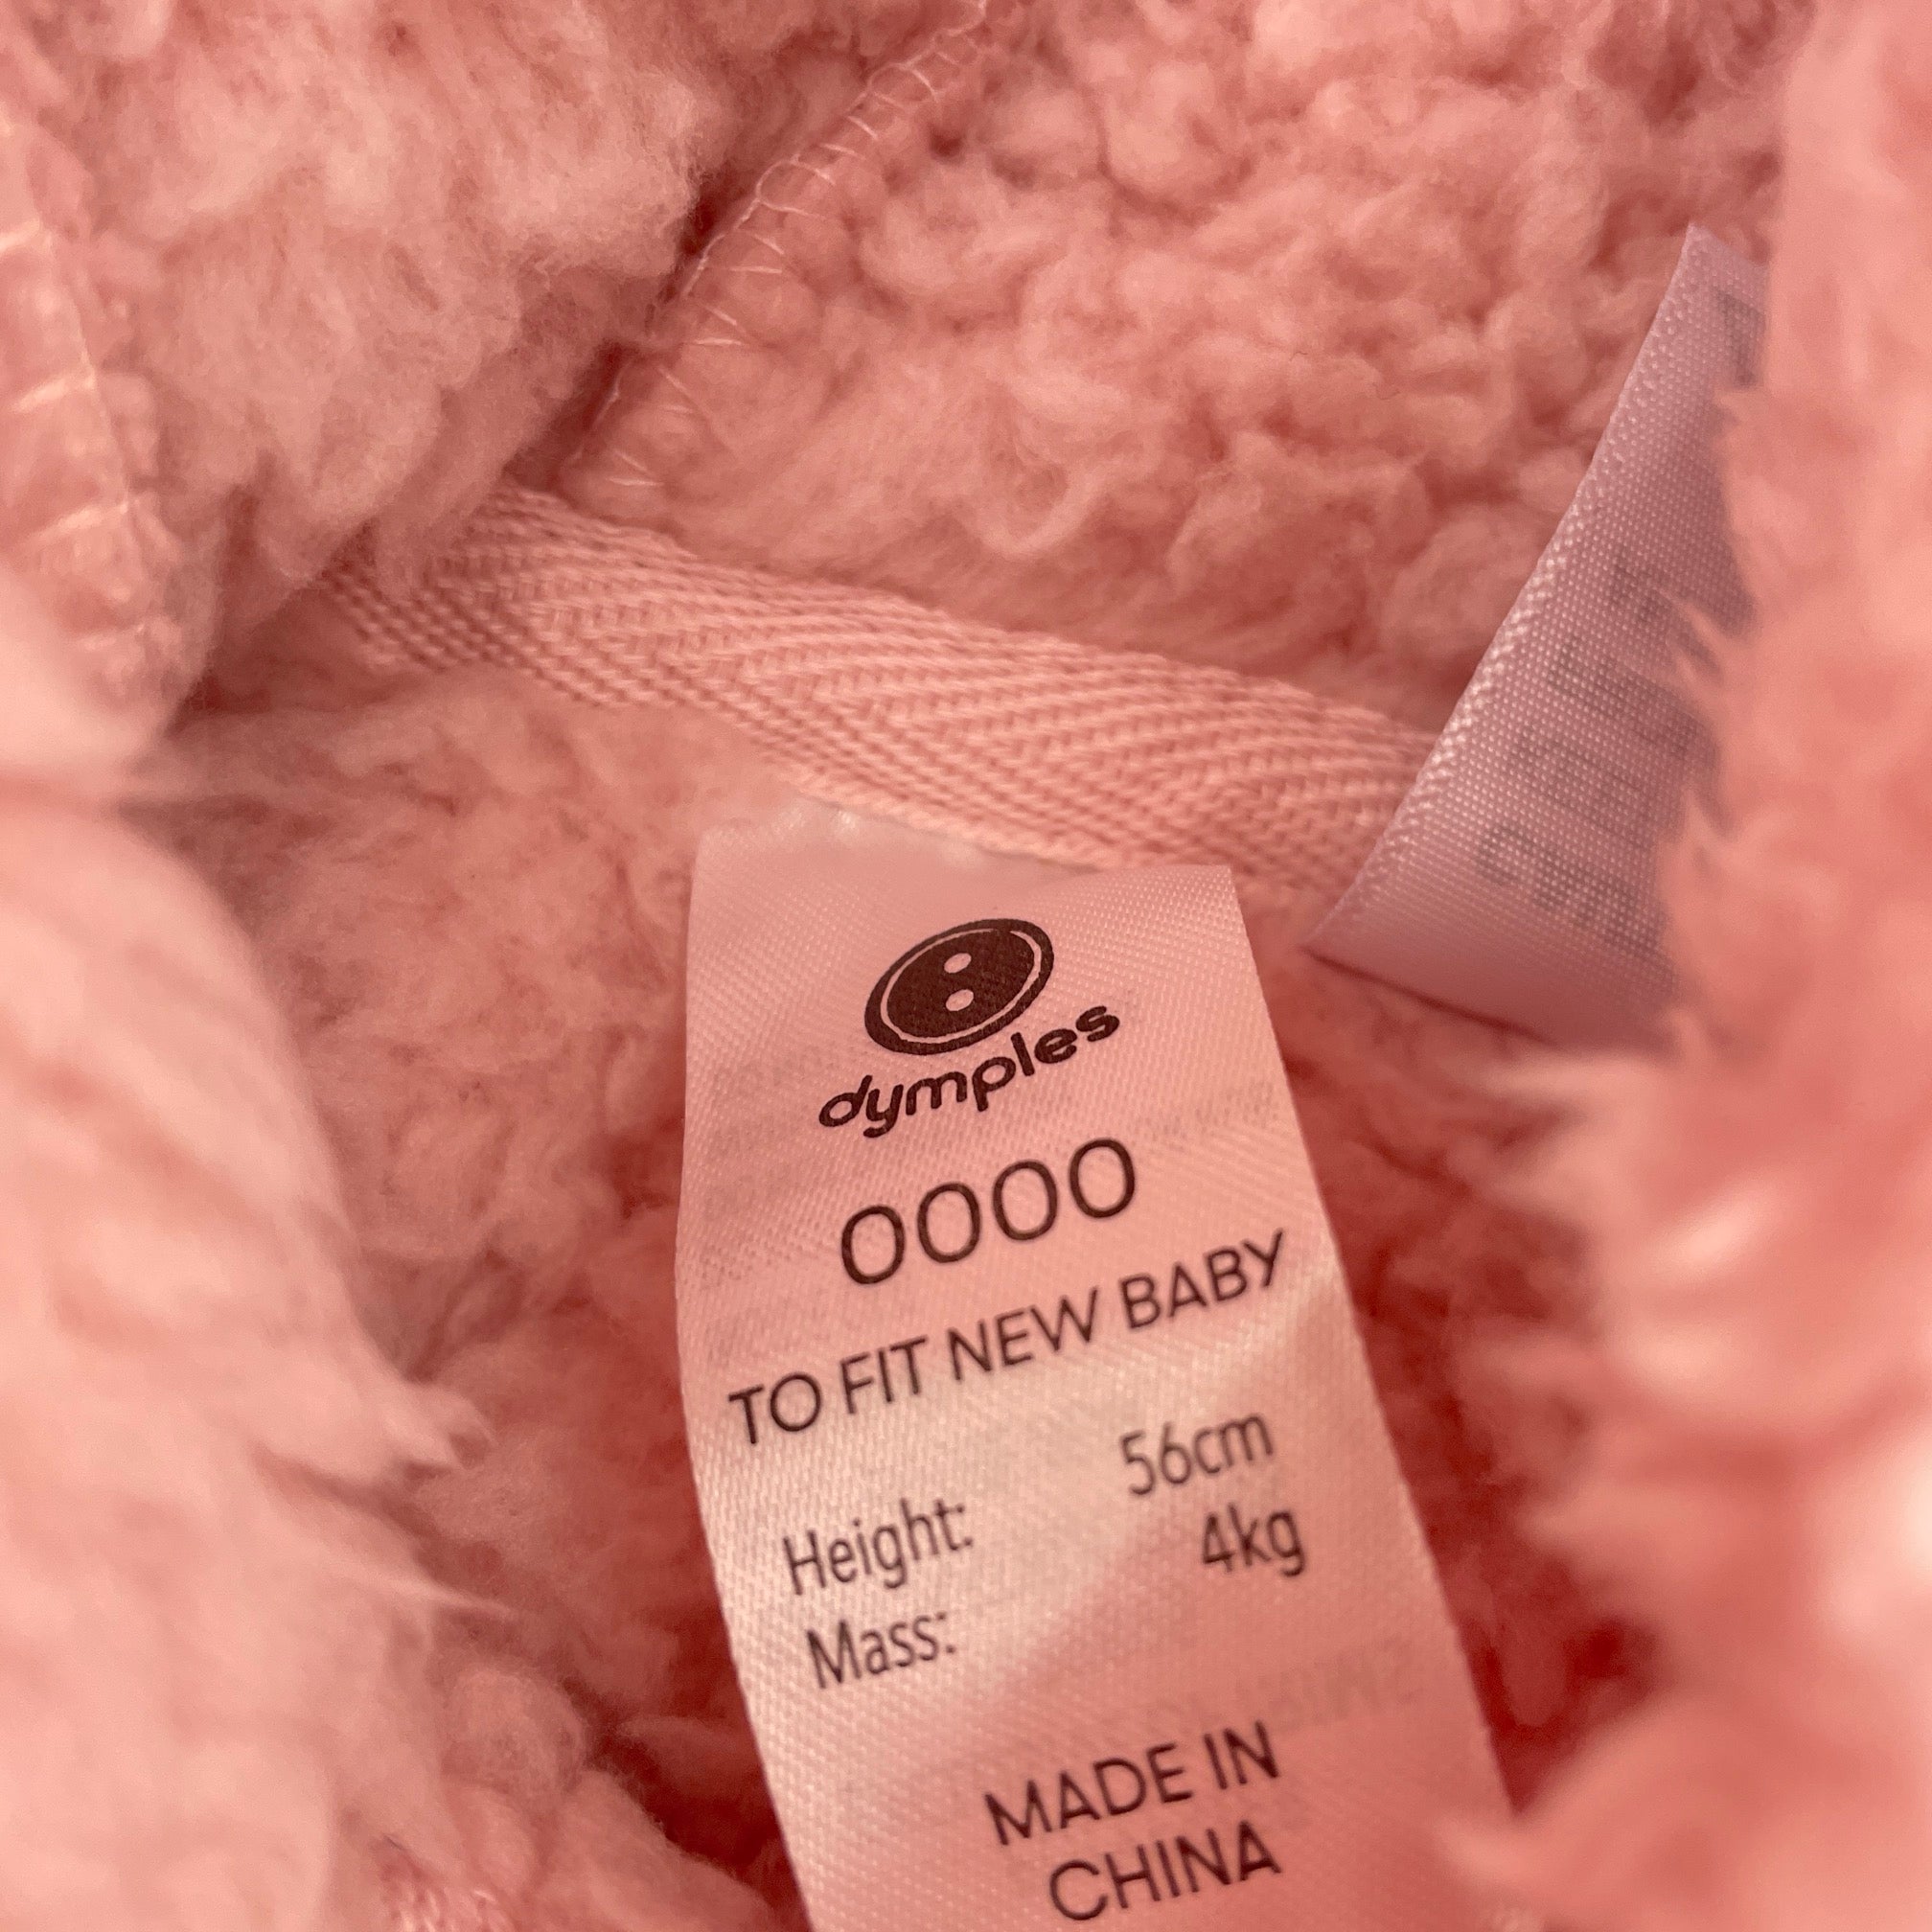 dymples
0000
TO FIT NEW BABY
Height: 56cm
Mass: 4kg
MADE IN
CHINA